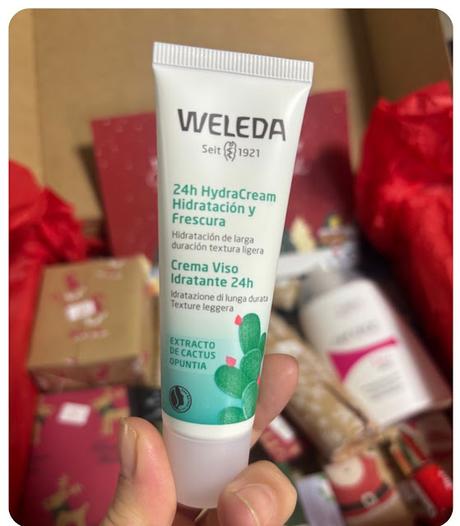 WELEDA
Seit 1921
24h HydraCream
Hidratación y
Frescura
Hidratación de larga
duración textura ligera
Crema Viso
Idratante 24h
Idratazione di lunga durata
Texture leggera
EXTRACTO
DE CACTUS
OPUNTIA